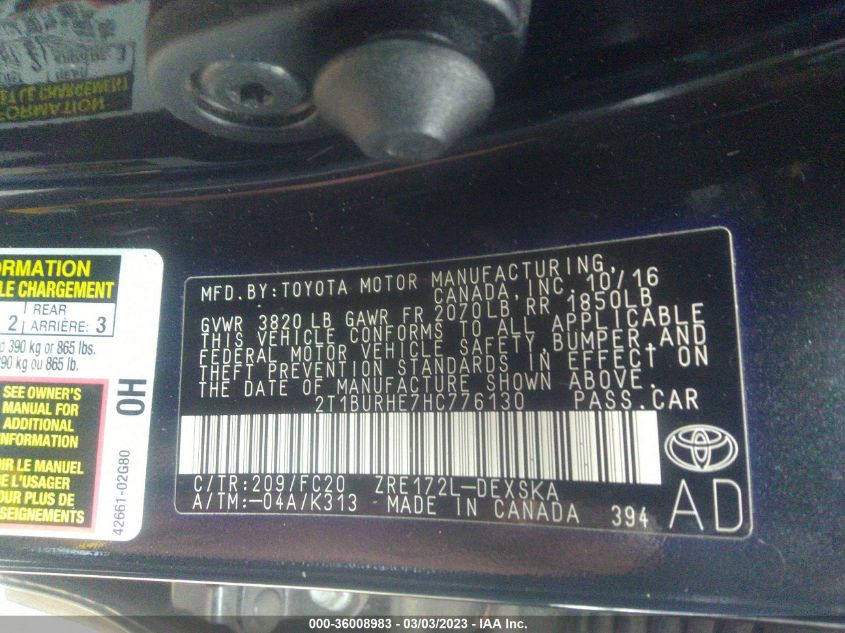 ORMATION
LE CHARGEMENT
2 REAR ARRIÈRE: 3
390 kg or 865 lbs.
90 kg ou 865 lb.
SEE OWNER'S
MANUAL FOR
ADDITIONAL
INFORMATION
LE MANUEL
DE L'USAGER
PLUS DE
SEIGNEMENTS
0H
42661-02G80
MFD. BY: TOYOTA MOTOR MANUFACTURING,
CANADA, INC. 10/16
GVWR 3820 LB GAWR FR 2070LB RR 1850LB
THIS VEHICLE CONFORMS TO ALL APPLICABLE
FEDERAL MOTOR VEHICLE SAFETY, BUMPER, AND
THEFT PREVENTION STANDARDS IN EFFECT ON
THE DATE OF MANUFACTURE SHOWN ABOVE.
2T1BURHE7HC776130 PASS.CAR
C/TR:209/FC20 ZRE172L-DEXSKA
A/TM:-04A/K313 MADE IN CANADA 394
AD
000-36008983 - 03/03/2023 - IAA Inc.